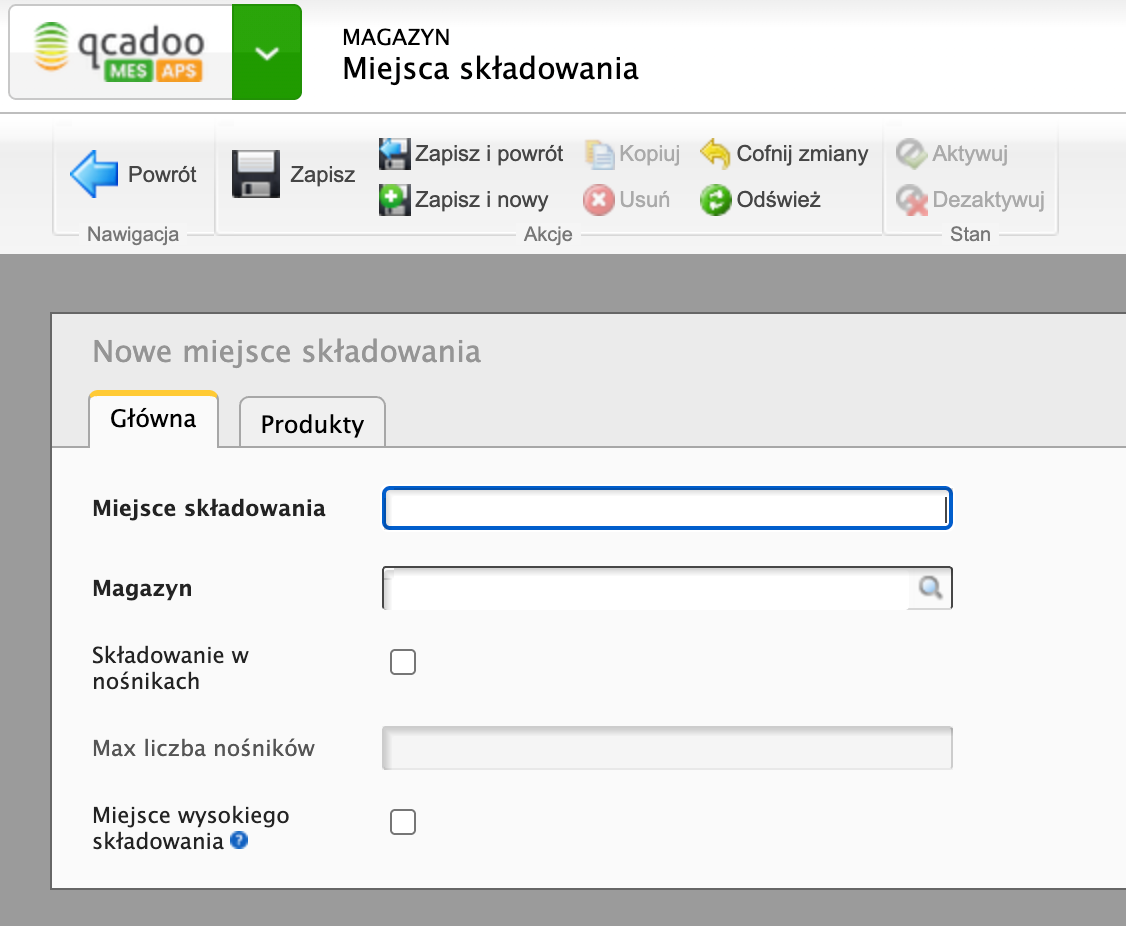 qcadoo
MES APS
MAGAZYN
Miejsca składowania
Powrót
Nawigacja
Zapisz
Zapisz i powrót
Kopiuj
Cofnij zmiany
Zapisz i nowy
Usuń
Odśwież
Akcje
Aktywuj
Dezaktywuj
Stan
Nowe miejsce składowania
Główna
Produkty
Miejsce składowania
Magazyn
Składowanie w
nośnikach
Max liczba nośników
Miejsce wysokiego
składowania ?